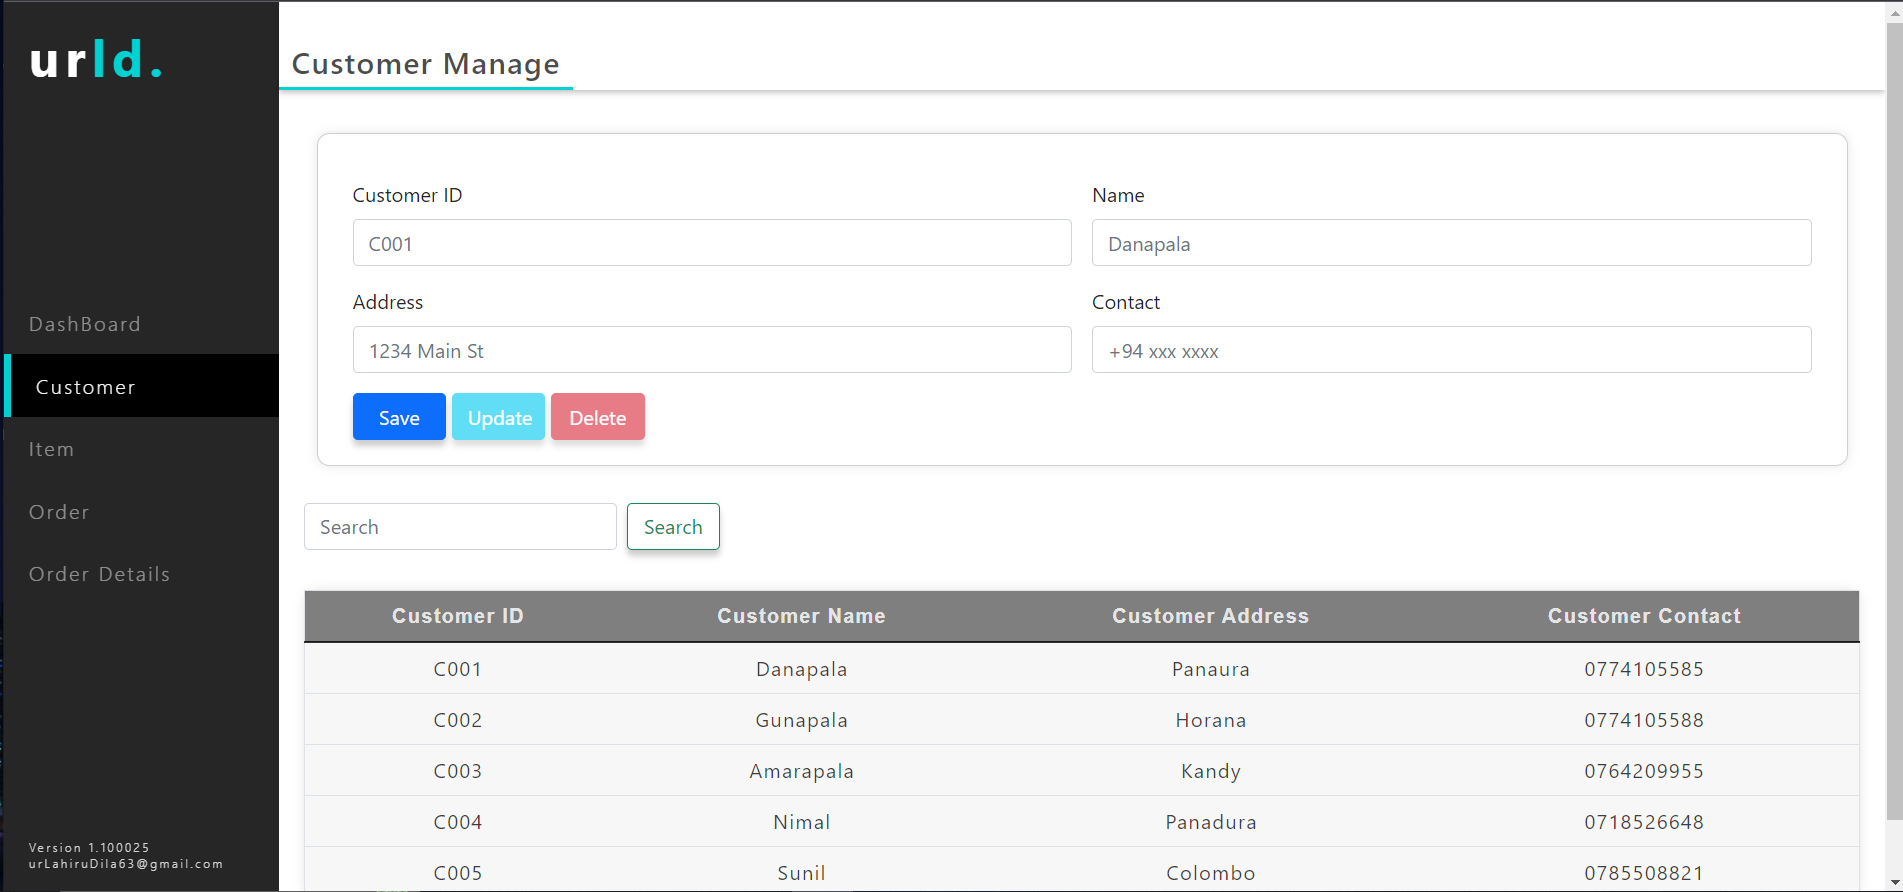 urld.
Customer Manage
DashBoard
Customer
Item
Order
Order Details
Version 1.100025
urLahiruDila63@gmail.com
Customer ID Name
C001 Danapala
Address Contact
1234 Main St +94 xxx xxxx
Save Update Delete
Search Search
Customer ID Customer Name Customer Address Customer Contact
C001 Danapala Panaura 0774105585
C002 Gunapala Horana 0774105588
C003 Amarapala Kandy 0764209955
C004 Nimal Panadura 0718526648
C005 Sunil Colombo 0785508821